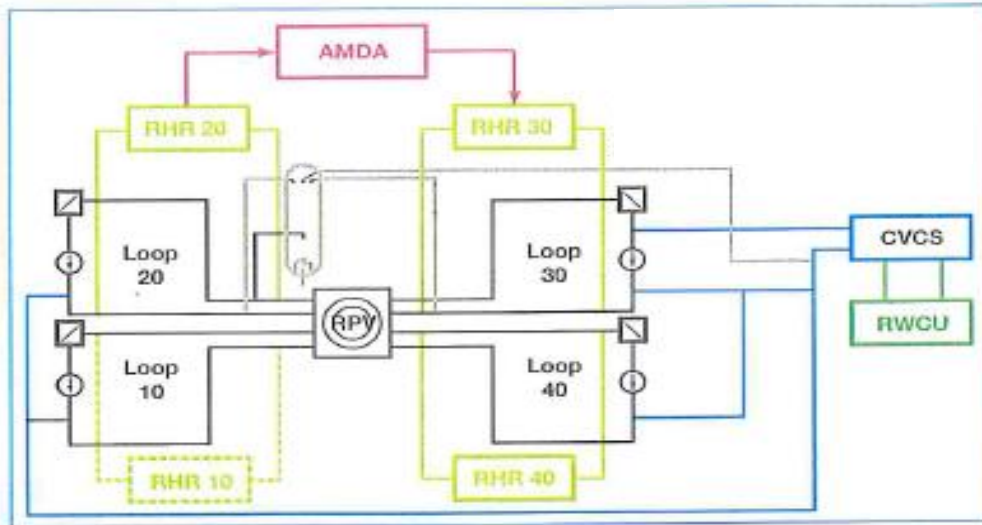 AMDA
RHR 20
RHR 30
Loop
20
Loop
30
CVCS
RPV
RWCU
Loop
10
Loop
40
RHR 10
RHR 40